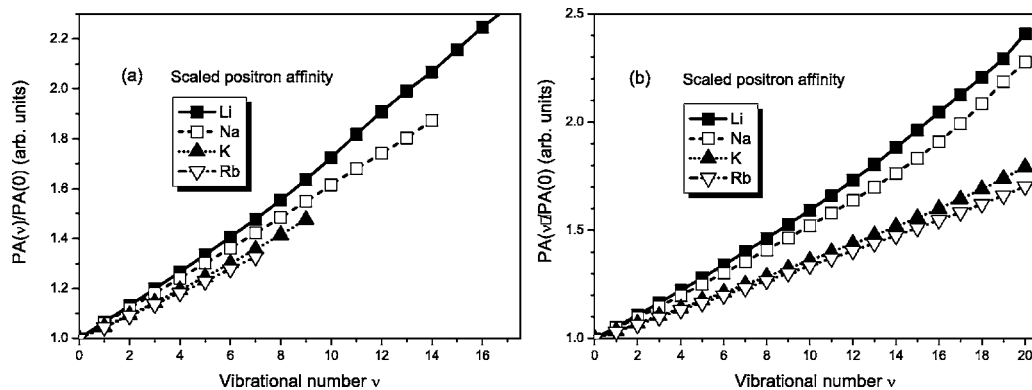 2.2
2.0
1.8
1.6
1.4
1.2
1.0
PA(ν)/PA(0) (arb. units)
(a) Scaled positron affinity
Li
Na
K
Rb
0 2 4 6 8 10 12 14 16
Vibrational number ν
2.5
2.0
1.5
1.0
PA(ν□/PA(0) (arb. units)
(b) Scaled positron affinity
Li
Na
K
Rb
0 2 4 6 8 10 12 14 16 18 20
Vibrational number ν